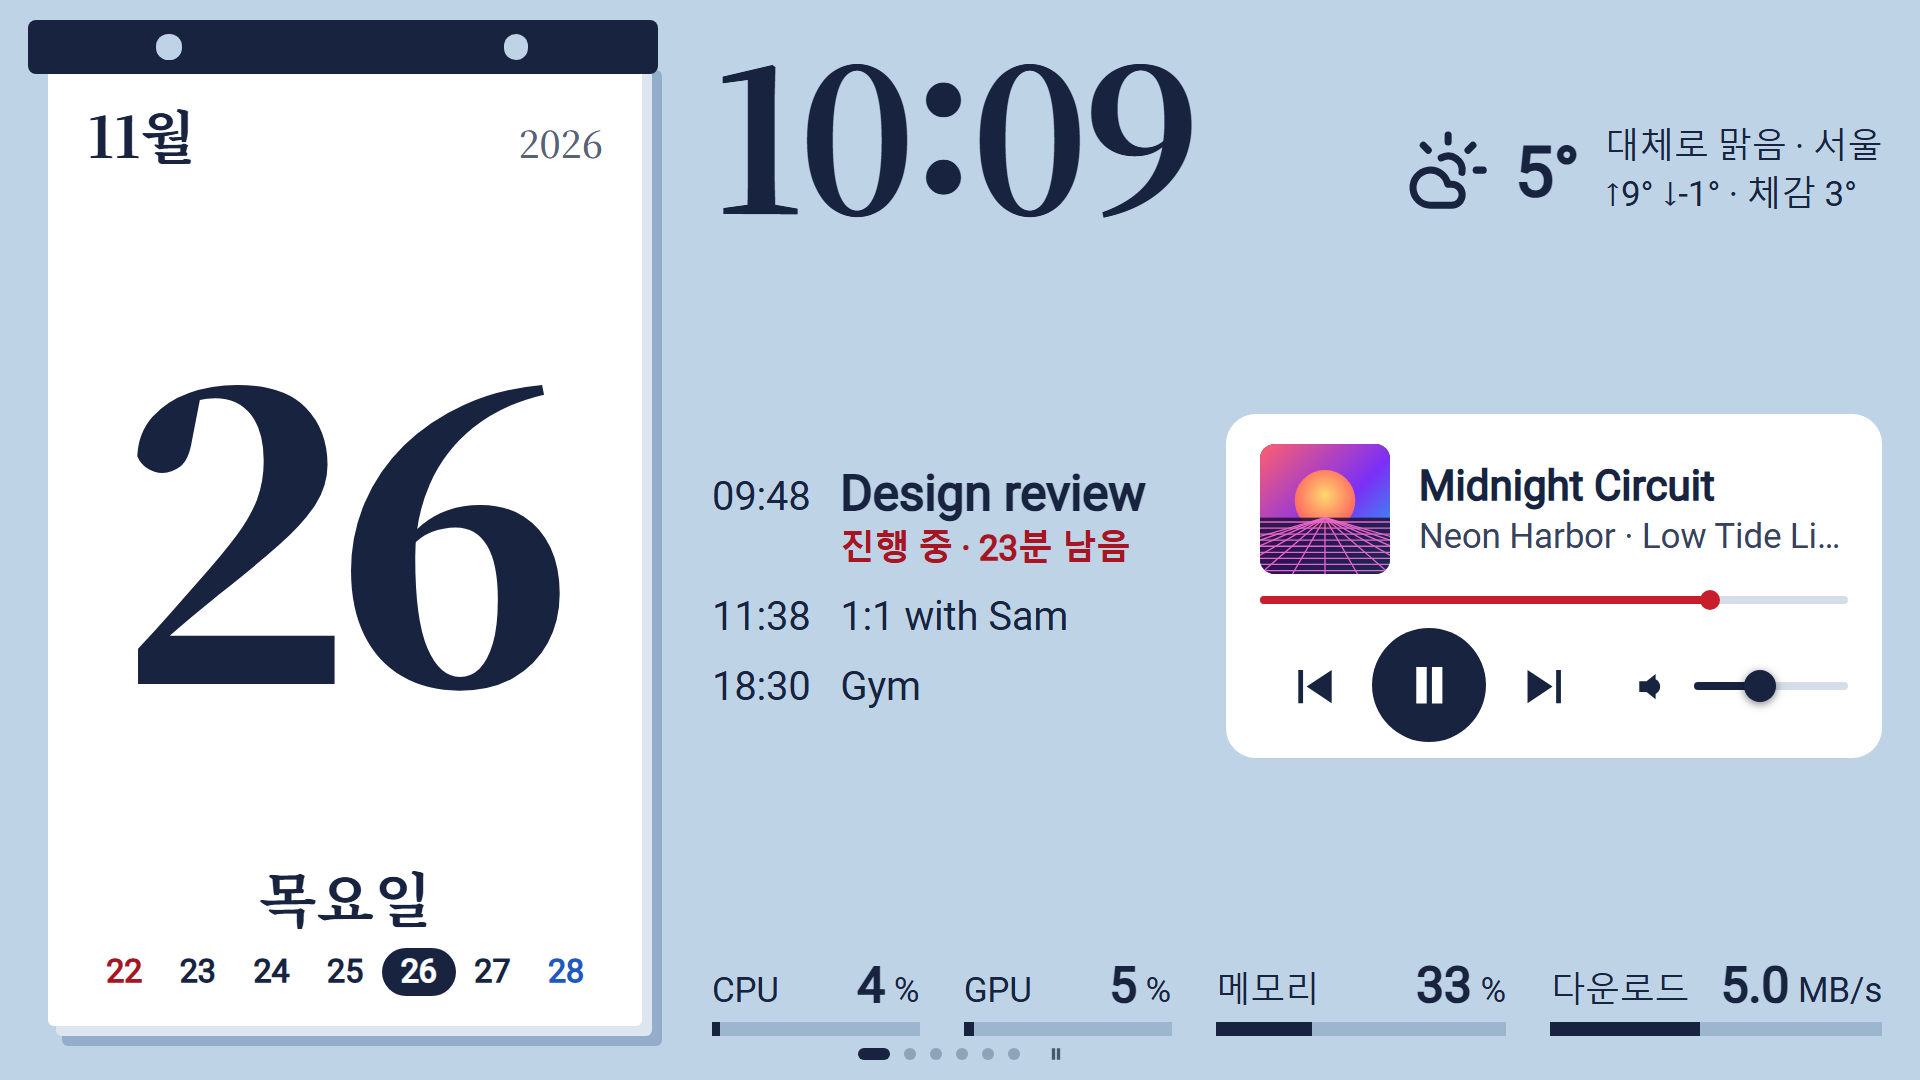 11월
2026
26
목요일
22 23 24 25 26 27 28
10:09
5°
대체로 맑음 · 서울
↑9° ↓-1° · 체감 3°
09:48 Design review
진행 중 · 23분 남음
11:38 1:1 with Sam
18:30 Gym
Midnight Circuit
Neon Harbor · Low Tide Li...
CPU 4 %
GPU 5 %
메모리 33 %
다운로드 5.0 MB/s